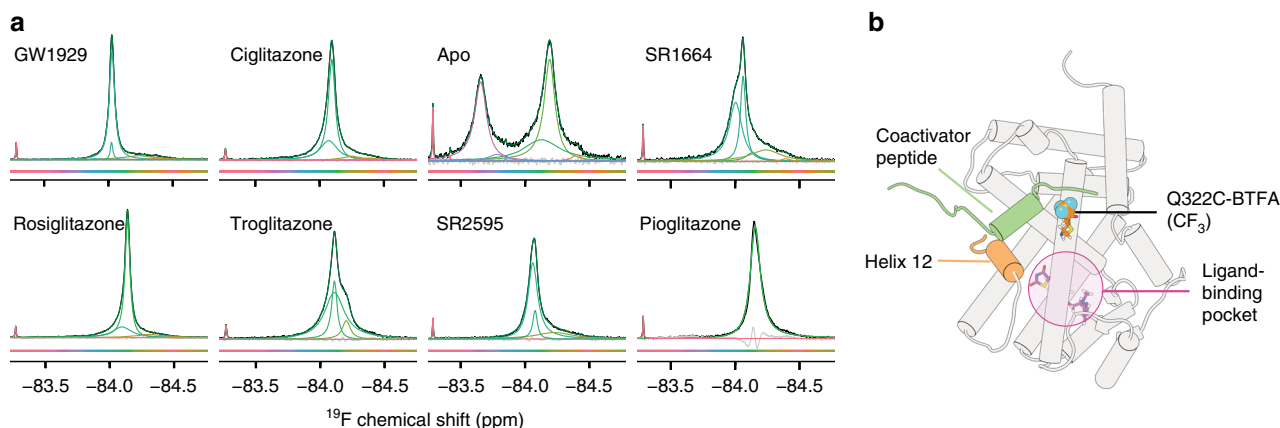 a
GW1929
Ciglitazone
Apo
SR1664
Rosiglitazone
Troglitazone
SR2595
Pioglitazone
−83.5 −84.0 −84.5
−83.5 −84.0 −84.5
−83.5 −84.0 −84.5
−83.5 −84.0 −84.5
¹⁹F chemical shift (ppm)
b
Coactivator
peptide
Helix 12
Q322C-BTFA
(CF₃)
Ligand-
binding
pocket